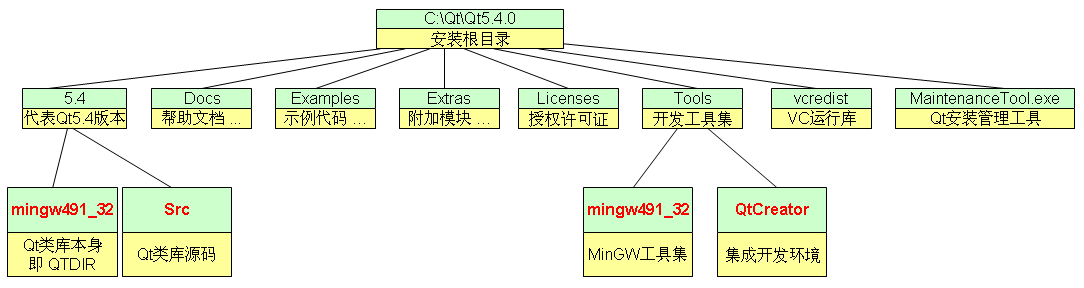 C:\Qt\Qt5.4.0
安装根目录
5.4
代表Qt5.4版本
Docs
帮助文档 ...
Examples
示例代码 ...
Extras
附加模块 ...
Licenses
授权许可证
Tools
开发工具集
vcredist
VC运行库
MaintenanceTool.exe
Qt安装管理工具
mingw491_32
Qt类库本身
即 QTDIR
Src
Qt类库源码
mingw491_32
MinGW工具集
QtCreator
集成开发环境